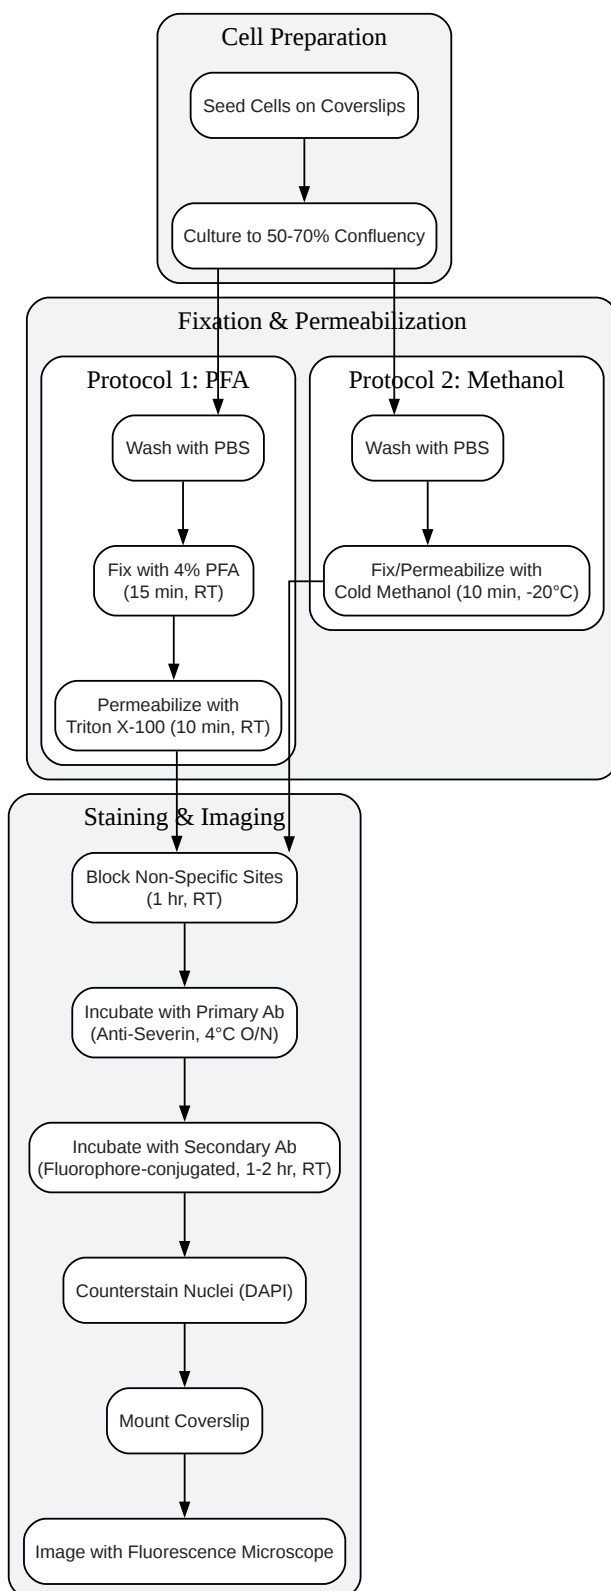 Cell Preparation
Seed Cells on Coverslips
Culture to 50-70% Confluency
Fixation & Permeabilization
Protocol 1: PFA
Wash with PBS
Fix with 4% PFA
(15 min, RT)
Permeabilize with
Triton X-100 (10 min, RT)
Protocol 2: Methanol
Wash with PBS
Fix/Permeabilize with
Cold Methanol (10 min, -20°C)
Staining & Imaging
Block Non-Specific Sites
(1 hr, RT)
Incubate with Primary Ab
(Anti-Severin, 4°C O/N)
Incubate with Secondary Ab
(Fluorophore-conjugated, 1-2 hr, RT)
Counterstain Nuclei (DAPI)
Mount Coverslip
Image with Fluorescence Microscope